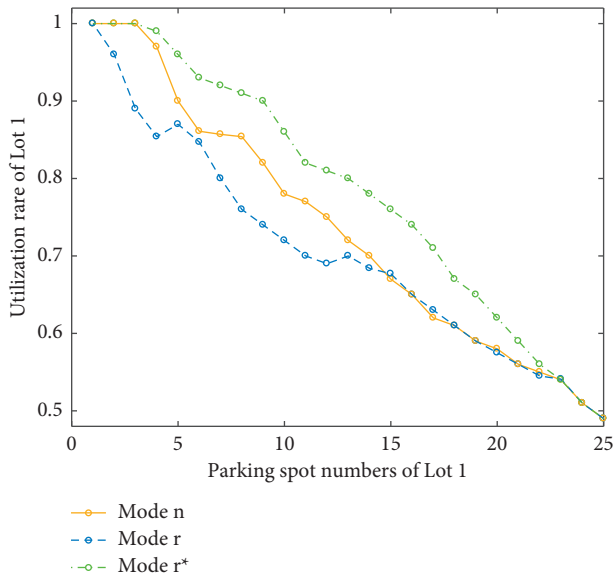 Utilization rare of Lot 1
1
0.9
0.8
0.7
0.6
0.5
0 5 10 15 20 25
Parking spot numbers of Lot 1
Mode n
Mode r
Mode r*